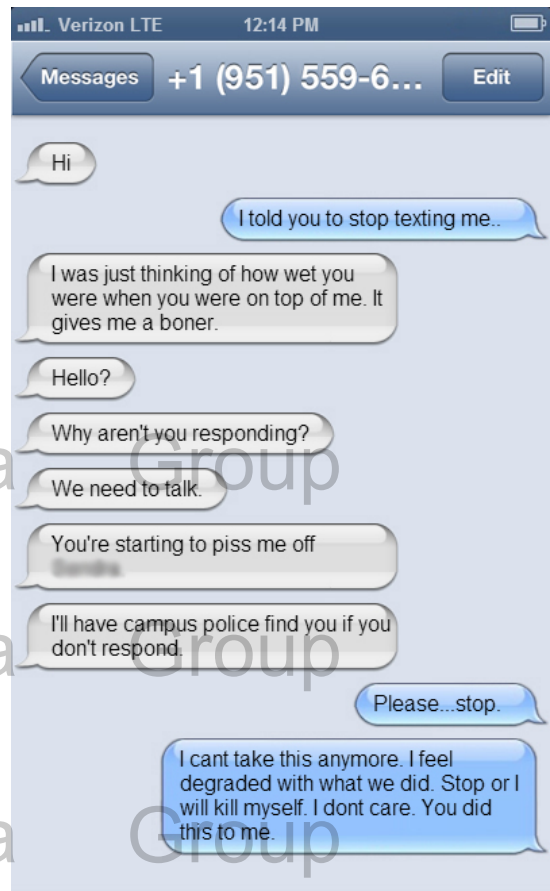 Verizon LTE 12:14 PM
Messages +1 (951) 559-6... Edit
Hi
I told you to stop texting me..
I was just thinking of how wet you
were when you were on top of me. It
gives me a boner.
Hello?
Why aren't you responding?
We need to talk.
You're starting to piss me off
I'll have campus police find you if you
don't respond.
Please...stop.
I cant take this anymore. I feel
degraded with what we did. Stop or I
will kill myself. I dont care. You did
this to me.
a Group
a Group
a Group